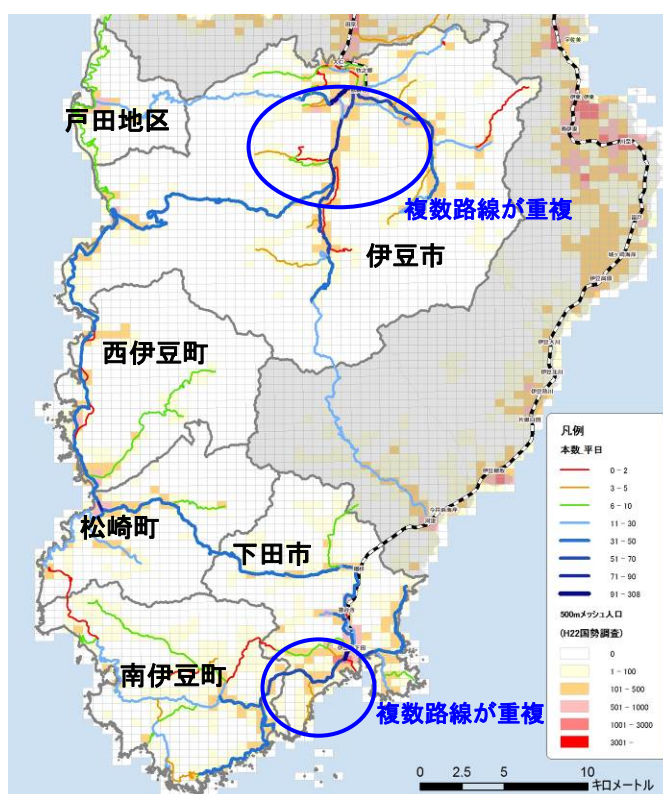 戸田地区
複数路線が重複
伊豆市
西伊豆町
松崎町
下田市
南伊豆町
複数路線が重複
凡例
本数_平日
0 - 2
3 - 5
6 - 10
11 - 30
31 - 50
51 - 70
71 - 90
91 - 308
500mメッシュ人口
(H22国勢調査)
0
1 - 100
101 - 500
501 - 1000
1001 - 3000
3001 -
0 2.5 5 10
キロメートル
河津